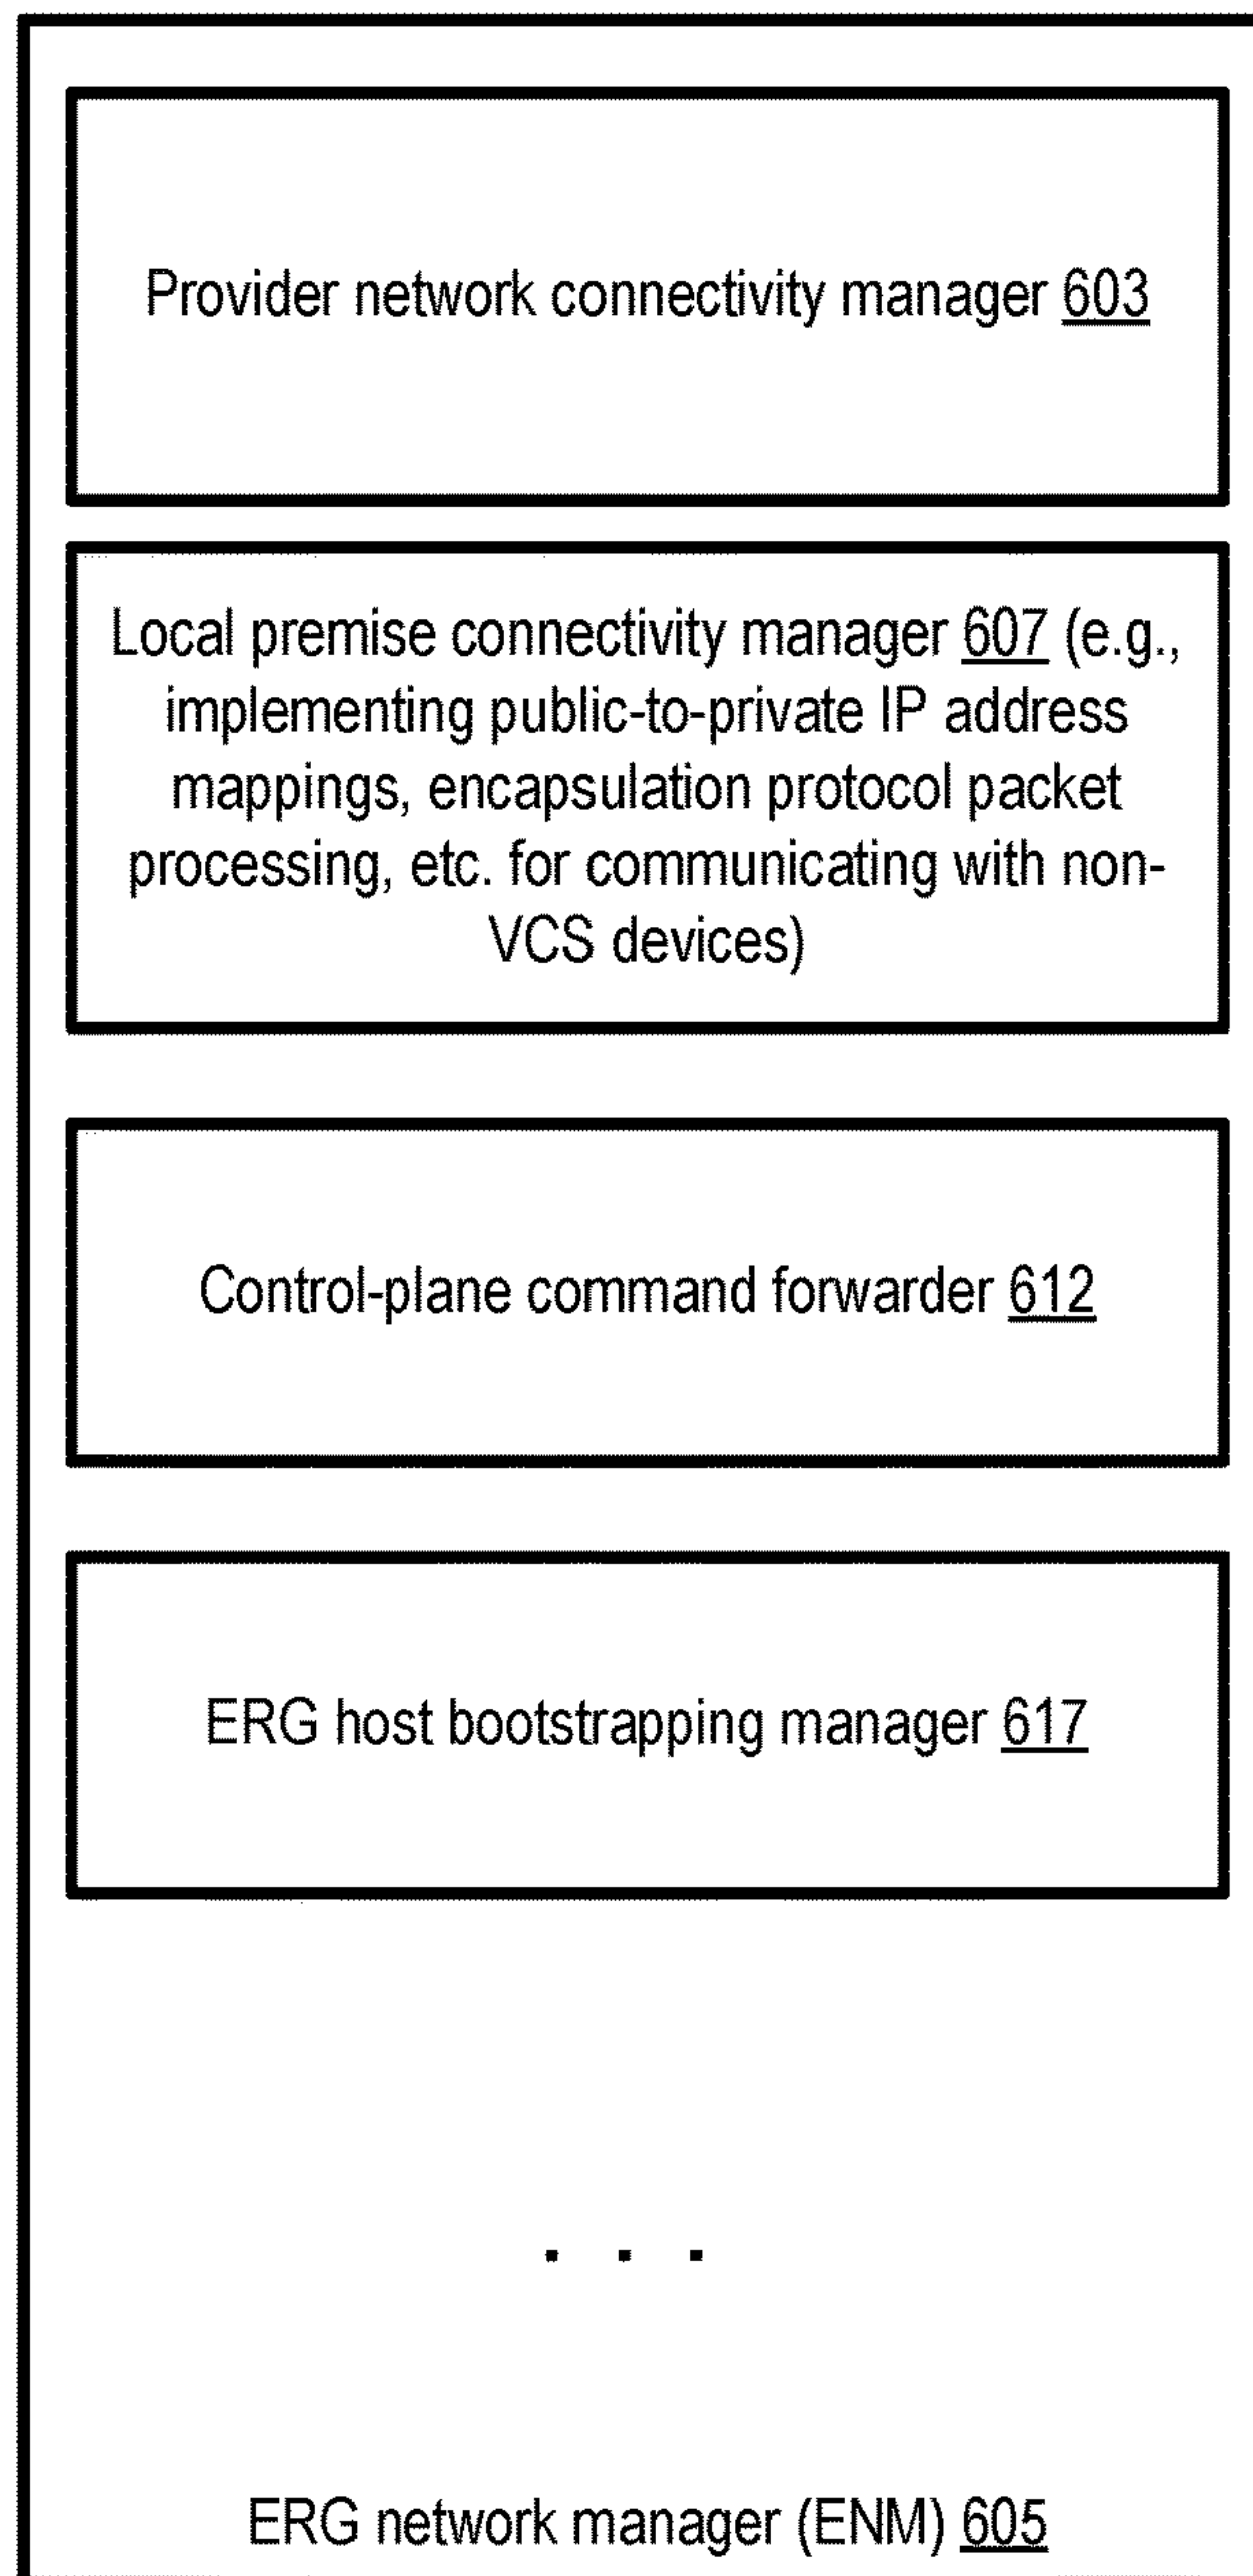 Provider network connectivity manager 603
Local premise connectivity manager 607 (e.g.,
implementing public-to-private IP address
mappings, encapsulation protocol packet
processing, etc. for communicating with non-
VCS devices)
Control-plane command forwarder 612
ERG host bootstrapping manager 617
. . .
ERG network manager (ENM) 605